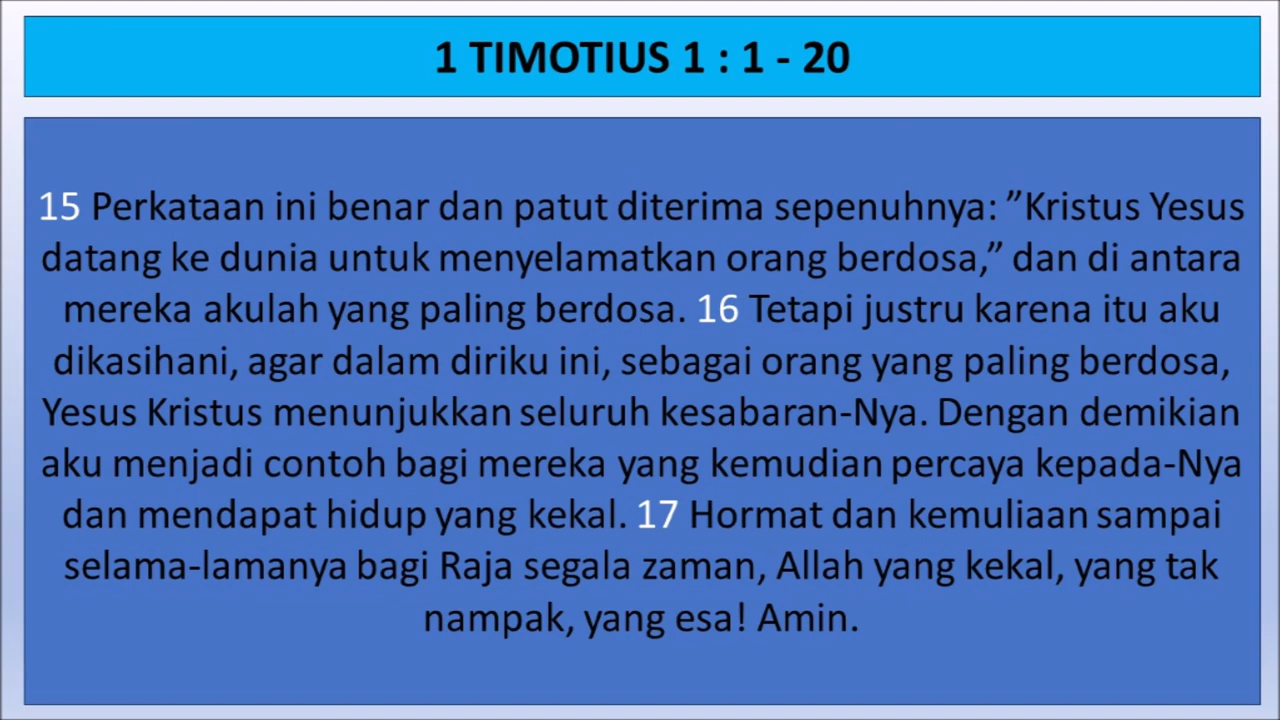 1 TIMOTIUS 1 : 1 - 20
15 Perkataan ini benar dan patut diterima sepenuhnya: ”Kristus Yesus
datang ke dunia untuk menyelamatkan orang berdosa,” dan di antara
mereka akulah yang paling berdosa. 16 Tetapi justru karena itu aku
dikasihani, agar dalam diriku ini, sebagai orang yang paling berdosa,
Yesus Kristus menunjukkan seluruh kesabaran-Nya. Dengan demikian
aku menjadi contoh bagi mereka yang kemudian percaya kepada-Nya
dan mendapat hidup yang kekal. 17 Hormat dan kemuliaan sampai
selama-lamanya bagi Raja segala zaman, Allah yang kekal, yang tak
nampak, yang esa! Amin.